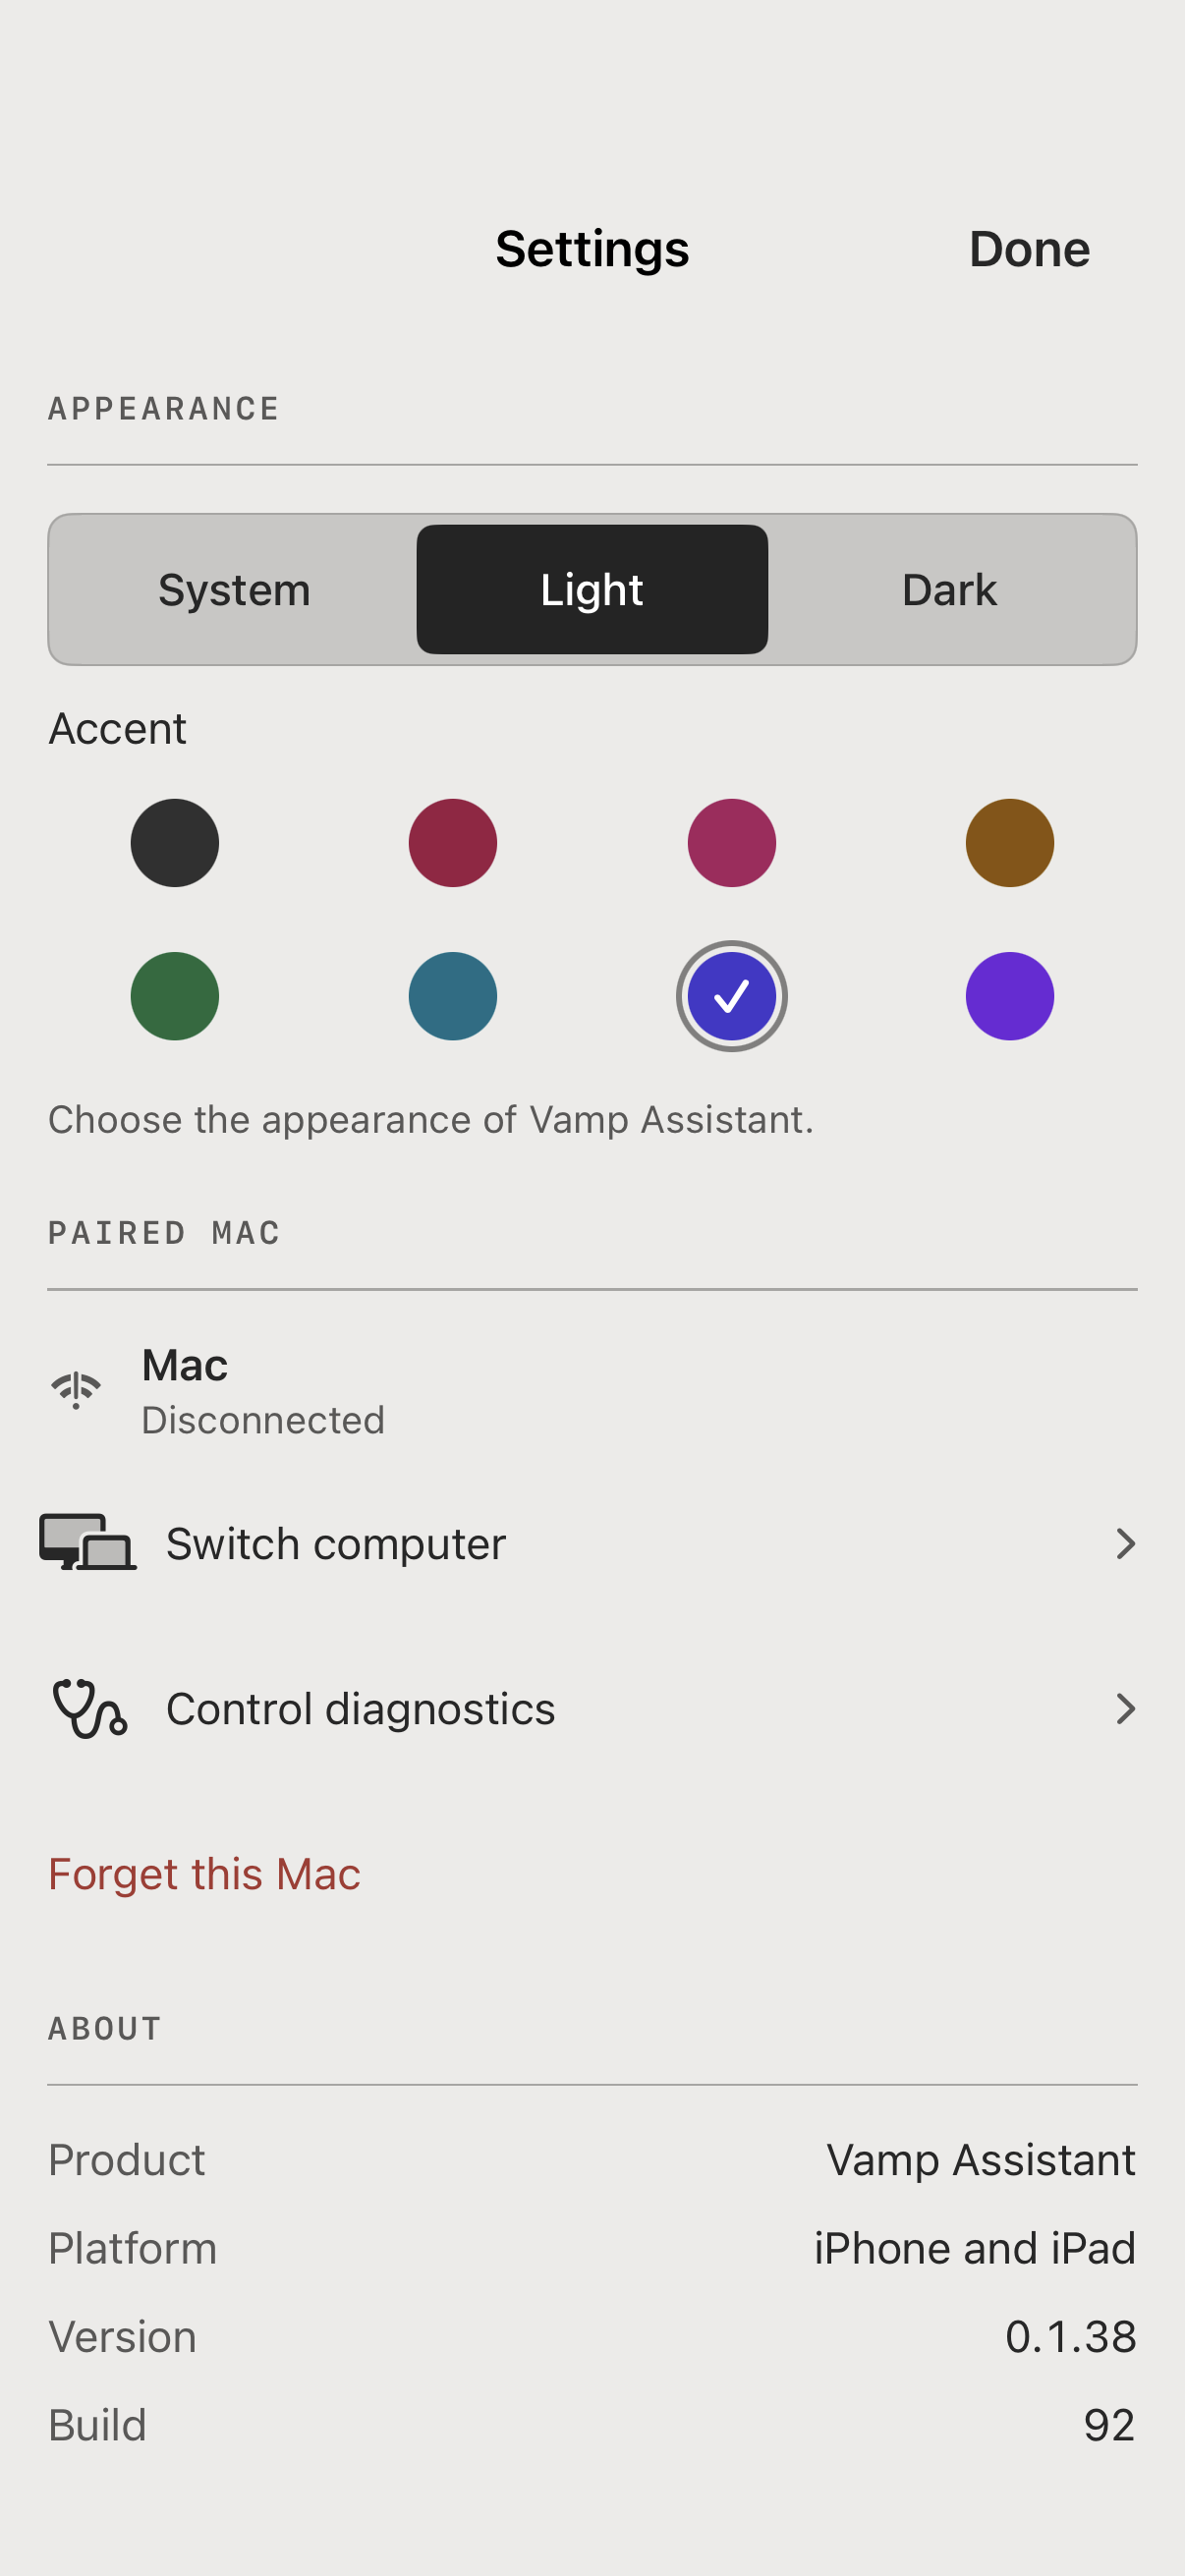 Settings
Done
APPEARANCE
System
Light
Dark
Accent
Choose the appearance of Vamp Assistant.
PAIRED MAC
Mac
Disconnected
Switch computer
Control diagnostics
Forget this Mac
ABOUT
Product
Vamp Assistant
Platform
iPhone and iPad
Version
0.1.38
Build
92